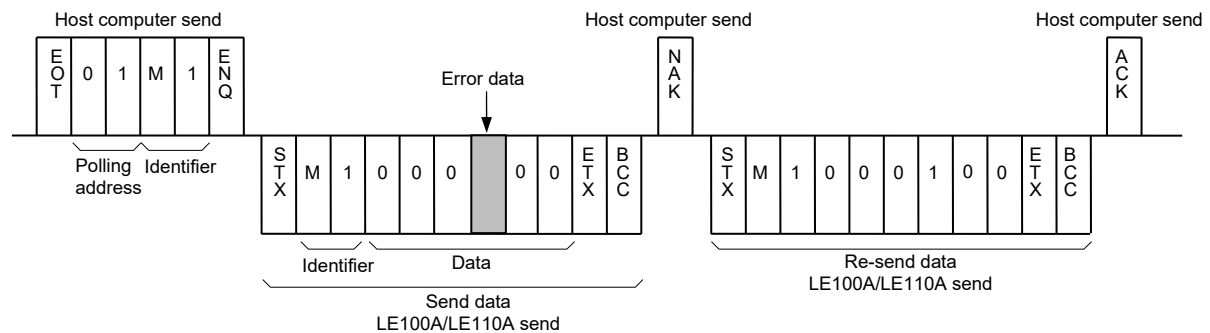 Host computer send
Host computer send
Host computer send
EOT 0 1 M 1 ENQ
NAK
ACK
Error data
Polling address
Identifier
STX M 1 0 0 0 0 0 ETX BCC
STX M 1 0 0 0 1 0 0 ETX BCC
Identifier
Data
Send data
LE100A/LE110A send
Re-send data
LE100A/LE110A send